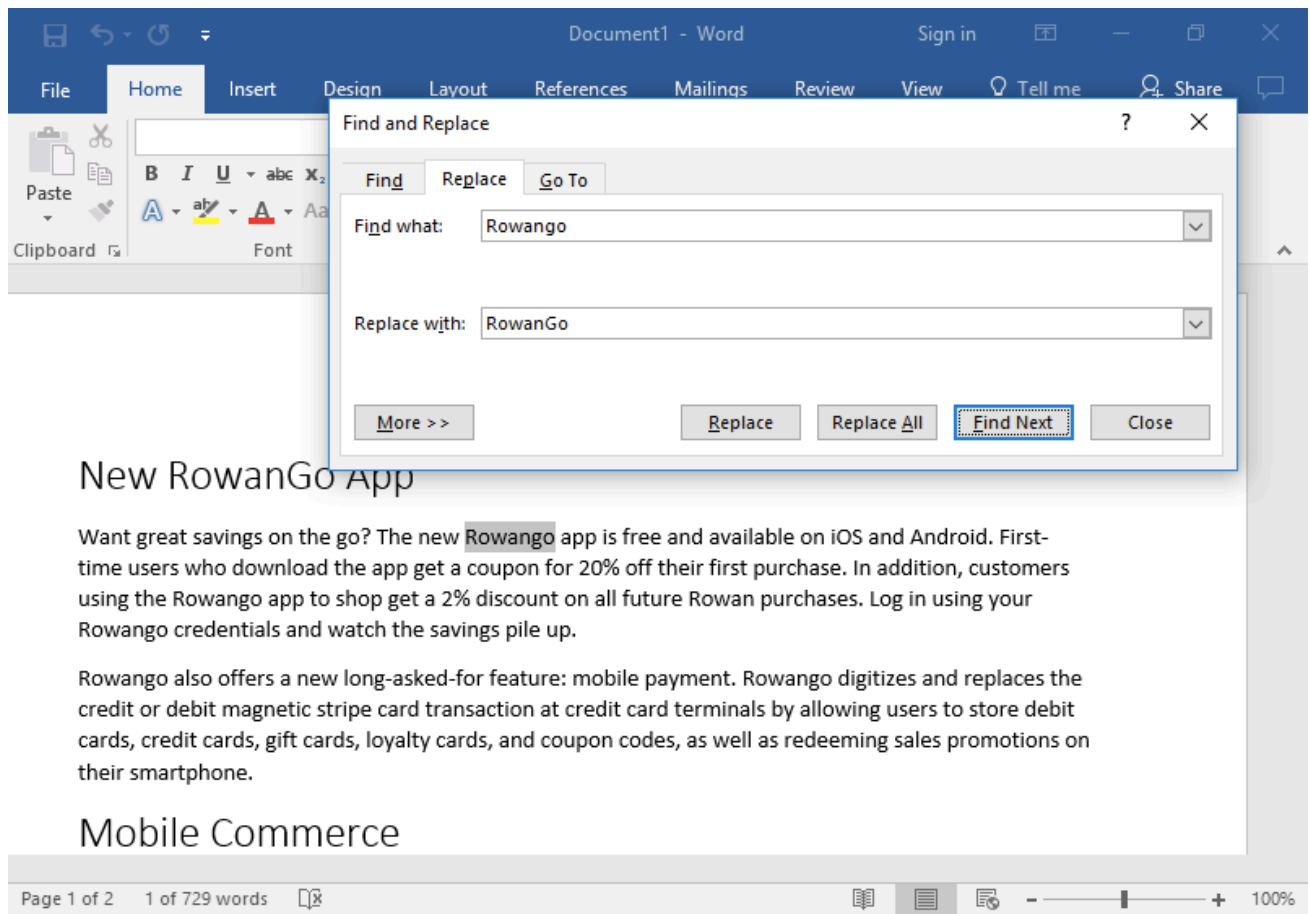 Document1 - Word
Sign in
File Home Insert Design Layout References Mailings Review View Tell me Share
Find and Replace ?
Find Replace Go To
Find what: Rowango
Replace with: RowanGo
More >> Replace Replace All Find Next Close
Paste
B I U abc X₂
A ab A Aa
Clipboard Font
New RowanGo App
Want great savings on the go? The new Rowango app is free and available on iOS and Android. First-
time users who download the app get a coupon for 20% off their first purchase. In addition, customers
using the Rowango app to shop get a 2% discount on all future Rowan purchases. Log in using your
Rowango credentials and watch the savings pile up.
Rowango also offers a new long-asked-for feature: mobile payment. Rowango digitizes and replaces the
credit or debit magnetic stripe card transaction at credit card terminals by allowing users to store debit
cards, credit cards, gift cards, loyalty cards, and coupon codes, as well as redeeming sales promotions on
their smartphone.
Mobile Commerce
Page 1 of 2 1 of 729 words 100%